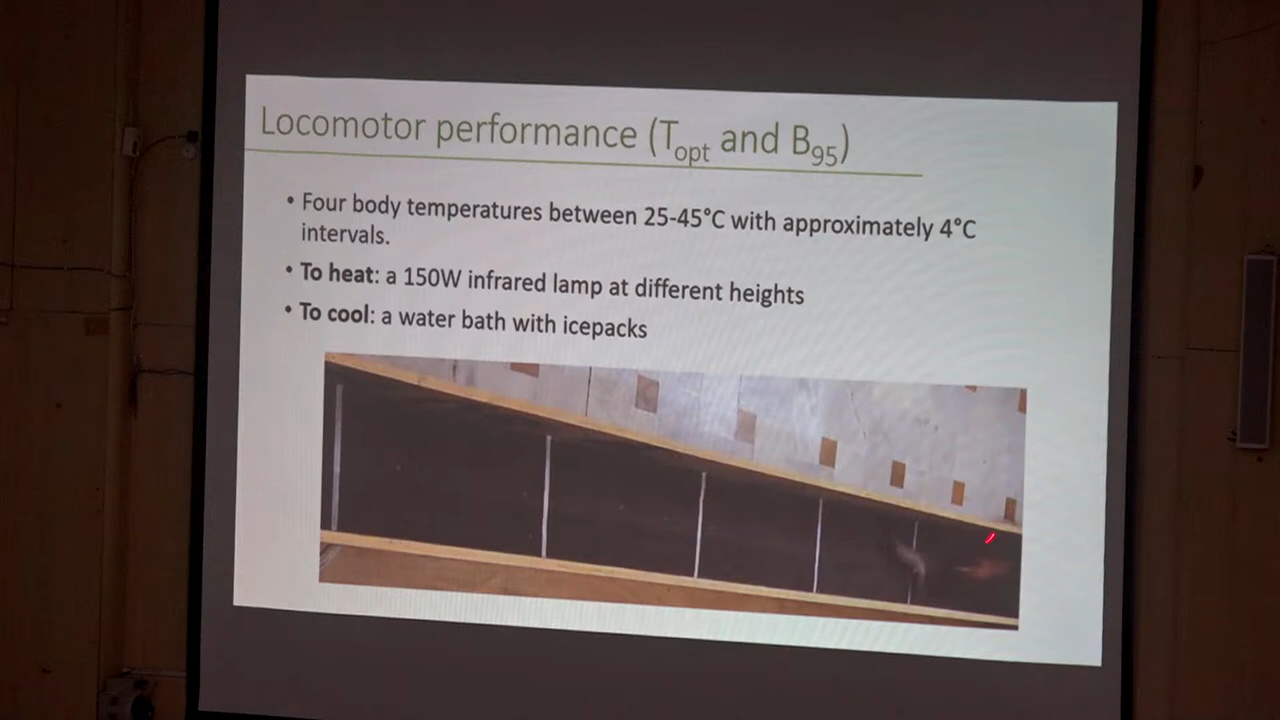 Locomotor performance (Topt and B95)
• Four body temperatures between 25-45°C with approximately 4°C
intervals.
• To heat: a 150W infrared lamp at different heights
• To cool: a water bath with icepacks